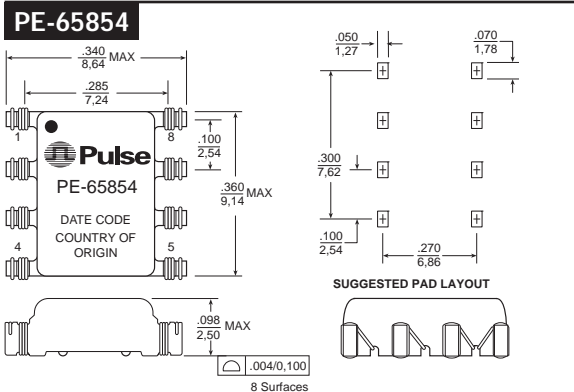 PE-65854
.340
8,64
MAX
.285
7,24
1
8
.100
2,54
Pulse
PE-65854
DATE CODE
COUNTRY OF
ORIGIN
4
5
.360
9,14
MAX
.098
2,50
MAX
.004/0,100
8 Surfaces
.050
1,27
.070
1,78
.300
7,62
.100
2,54
.270
6,86
SUGGESTED PAD LAYOUT